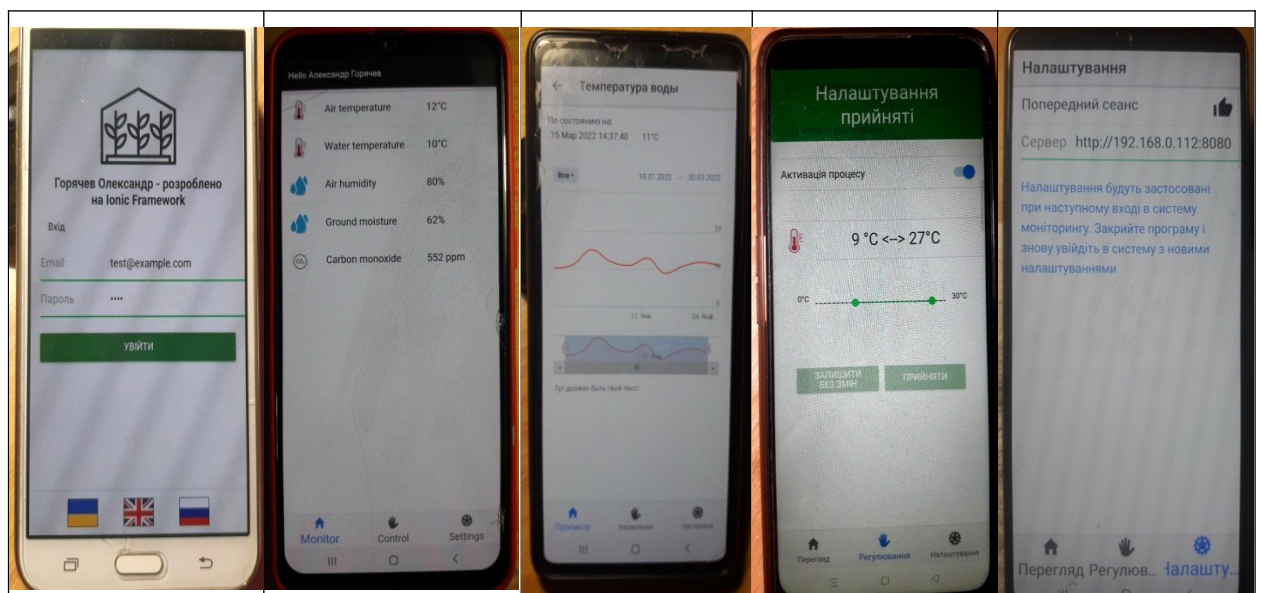 Горячев Олександр - розроблено
на Ionic Framework
Вхід
Email test@example.com
Пароль ••••
УВІЙТИ
Hello Александр Горячев
Air temperature 12°C
Water temperature 10°C
Air humidity 80%
Ground moisture 62%
CO₂ Carbon monoxide 552 ppm
Monitor Control Settings
← Температура воды
По состоянию на:
15 Мар 2022 14:37:40 11°C
Все 10.01.2022 → 30.03.2022
20
0
17. Янв 24. Янв...
17. Янв
Тут должен быть твой текст.
Просмотр Управление Настройки
Налаштування
прийняті
Активація процесу
9 °C <--> 27°C
0°C 30°C
ЗАЛИШИТИ
БЕЗ ЗМІН
ПРИЙНЯТИ
Перегляд Регулювання Налаштування
Налаштування
Попередний сеанс
Сервер http://192.168.0.112:8080
Налаштування будуть застосовані
при наступному вході в систему
моніторингу. Закрийте програму і
знову увійдіть в систему з новими
налаштуваннями
Перегляд Регулюв... Налашту...